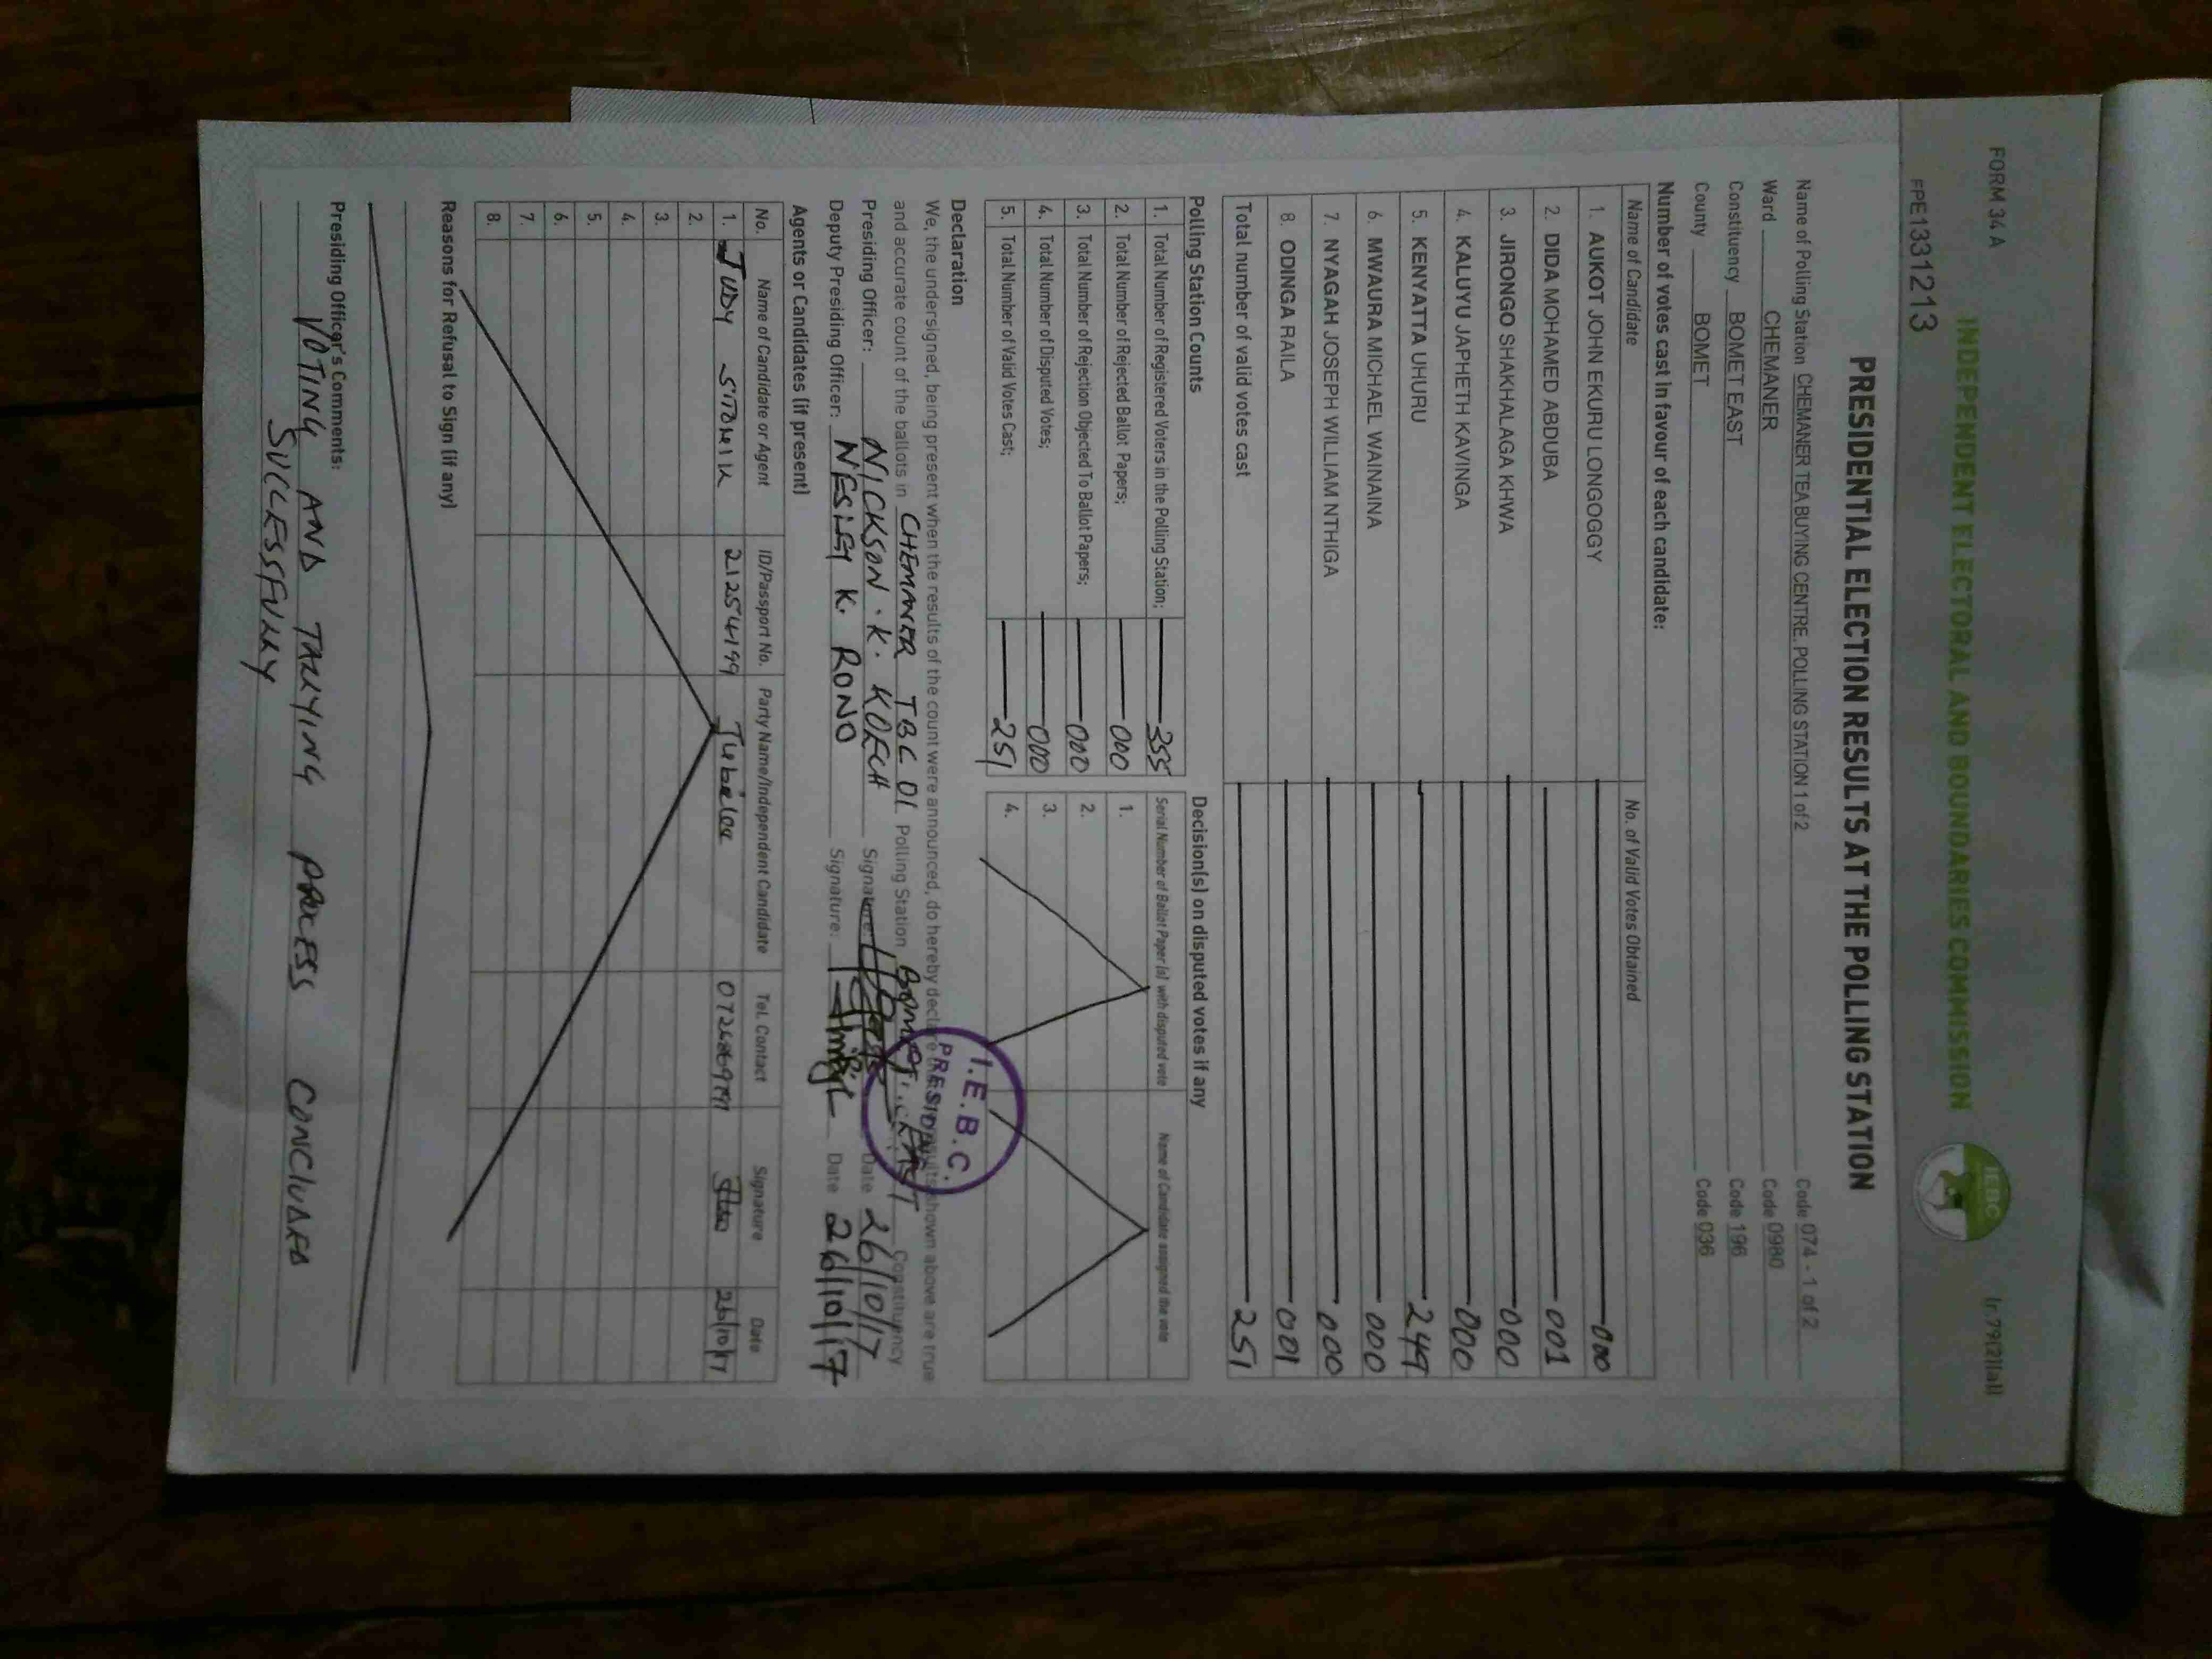 FORM 34 A
INDEPENDENT ELECTORAL AND BOUNDARIES COMMISSION
IEBC
(r.79(2)(a))
FPE1331213
PRESIDENTIAL ELECTION RESULTS AT THE POLLING STATION
Name of Polling Station CHEMANER TEA BUYING CENTRE, POLLING STATION 1 of 2 Code 074 - 1 of 2
Ward CHEMANER Code 0980
Constituency BOMET EAST Code 196
County BOMET Code 036
Number of votes cast in favour of each candidate:
Name of Candidate No. of Valid Votes Obtained
1. AUKOT JOHN EKURU LONGOGGY 000
2. DIDA MOHAMED ABDUBA 001
3. JIRONGO SHAKHALAGA KHWA 000
4. KALUYU JAPHETH KAVINGA 000
5. KENYATTA UHURU 249
6. MWAURA MICHAEL WAINAINA 000
7. NYAGAH JOSEPH WILLIAM NTHIGA 000
8. ODINGA RAILA 001
Total number of valid votes cast 251
Polling Station Counts
1. Total Number of Registered Voters in the Polling Station; 355
2. Total Number of Rejected Ballot Papers; 000
3. Total Number of Rejection Objected To Ballot Papers; 000
4. Total Number of Disputed Votes; 000
5. Total Number of Valid Votes Cast; 251
Decision(s) on disputed votes if any
Serial Number of Ballot Paper (s) with disputed vote Name of Candidate assigned the vote
1.
2.
3.
4.
Declaration
We, the undersigned, being present when the results of the count were announced, do hereby declare that the results shown above are true
and accurate count of the ballots in CHEMANER TBC 01 Polling Station BOMET EAST Constituency
Presiding Officer: NICKSON . K. KOECH Signature: Date 26/10/17
Deputy Presiding Officer: K. RONO Signature: Date 26/10/17
I.E.B.C.
Agents or Candidates (if present)
No. Name of Candidate or Agent ID/Passport No. Party Name/Independent Candidate Tel. Contact Signature Date
1. JUDY 21254199 Jubilee 26/10/17
2.
3.
4.
5.
6.
7.
8.
Reasons for Refusal to Sign (if any)
Presiding Officer's Comments:
VOTING AND TALLYING PROCESS CONCLUDED
SUCCESSFULLY